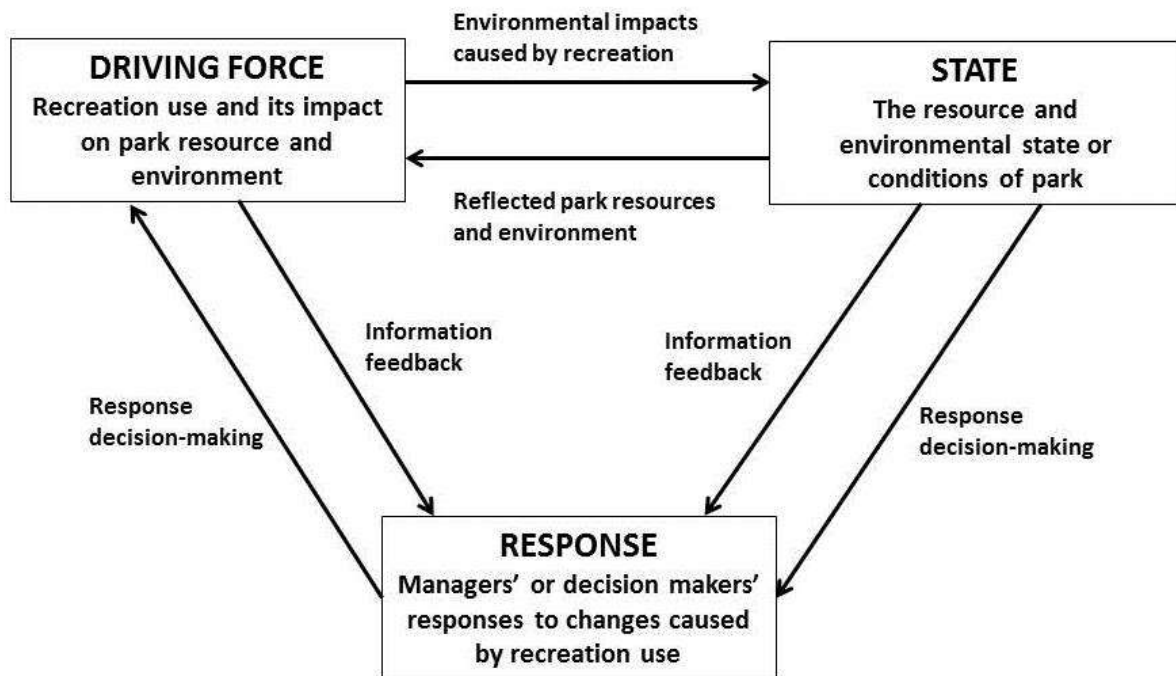 Environmental impacts
caused by recreation
DRIVING FORCE
Recreation use and its impact
on park resource and
environment
STATE
The resource and
environmental state or
conditions of park
Reflected park resources
and environment
Information
feedback
Information
feedback
Response
decision-making
Response
decision-making
RESPONSE
Managers’ or decision makers’
responses to changes caused
by recreation use